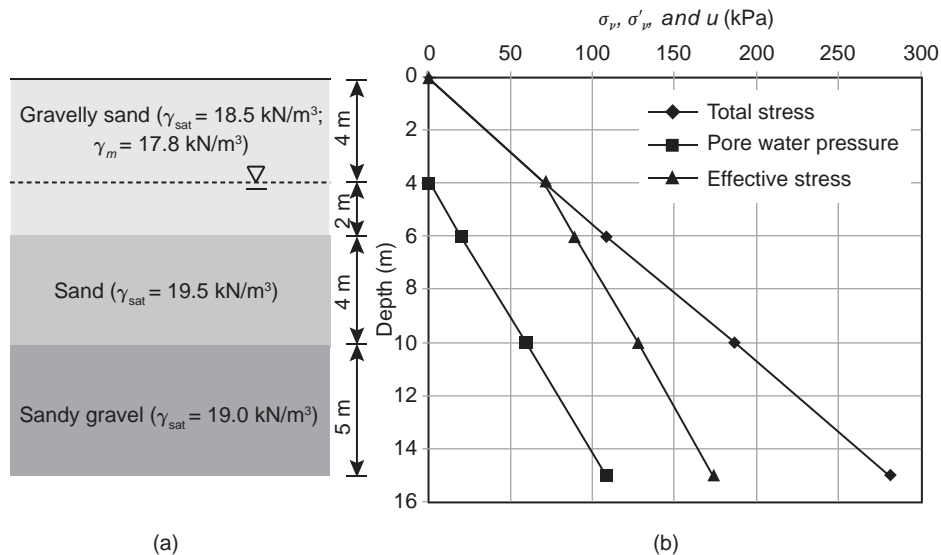 Gravelly sand (γsat = 18.5 kN/m³;
γm = 17.8 kN/m³)
4 m
2 m
Sand (γsat = 19.5 kN/m³)
4 m
Sandy gravel (γsat = 19.0 kN/m³)
5 m
(a)
σv, σ′v, and u (kPa)
0 50 100 150 200 250 300
0
2
4
6
8
10
12
14
16
Depth (m)
Total stress
Pore water pressure
Effective stress
(b)